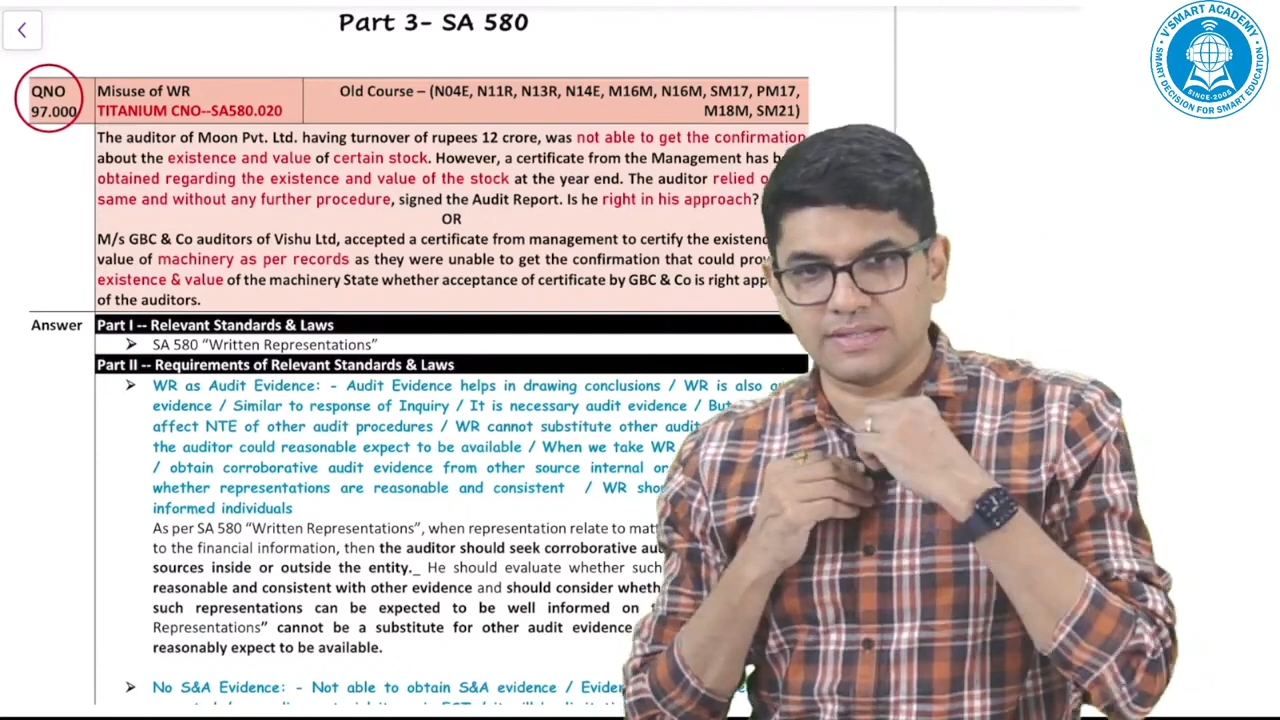 Part 3- SA 580
V'SMART ACADEMY
SMART DECISION FOR SMART EDUCATION
SINCE-2005
QNO
97.000
Misuse of WR
TITANIUM CNO--SA580.020
Old Course – (N04E, N11R, N13R, N14E, M16M, N16M, SM17, PM17,
M18M, SM21)
The auditor of Moon Pvt. Ltd. having turnover of rupees 12 crore, was not able to get the confirmation
about the existence and value of certain stock. However, a certificate from the Management has
obtained regarding the existence and value of the stock at the year end. The auditor relied
same and without any further procedure, signed the Audit Report. Is he right in his approach?
OR
M/s GBC & Co auditors of Vishu Ltd, accepted a certificate from management to certify the
value of machinery as per records as they were unable to get the confirmation that could
existence & value of the machinery State whether acceptance of certificate by GBC & Co is right
of the auditors.
Answer
Part I -- Relevant Standards & Laws
➢ SA 580 “Written Representations”
Part II -- Requirements of Relevant Standards & Laws
➢ WR as Audit Evidence: - Audit Evidence helps in drawing conclusions / WR is also
evidence / Similar to response of Inquiry / It is necessary audit evidence /
affect NTE of other audit procedures / WR cannot substitute other
the auditor could reasonable expect to be available / When we take WR
/ obtain corroborative audit evidence from other source internal
whether representations are reasonable and consistent / WR
informed individuals
As per SA 580 “Written Representations”, when representation relate to
to the financial information, then the auditor should seek corroborative
sources inside or outside the entity._ He should evaluate whether such
reasonable and consistent with other evidence and should consider
such representations can be expected to be well informed on
Representations” cannot be a substitute for other audit evidence
reasonably expect to be available.
➢ No S&A Evidence: - Not able to obtain S&A evidence /